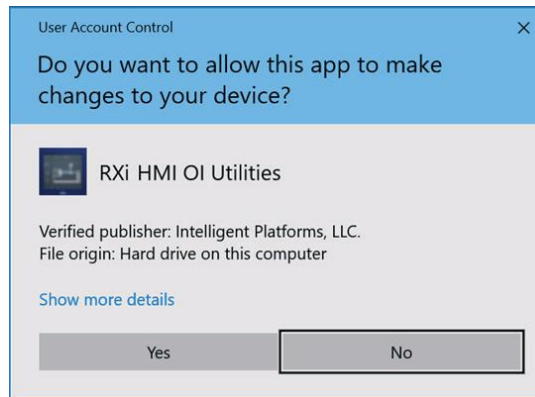 User Account Control
Do you want to allow this app to make
changes to your device?
RXi HMI OI Utilities
Verified publisher: Intelligent Platforms, LLC.
File origin: Hard drive on this computer
Show more details
Yes
No